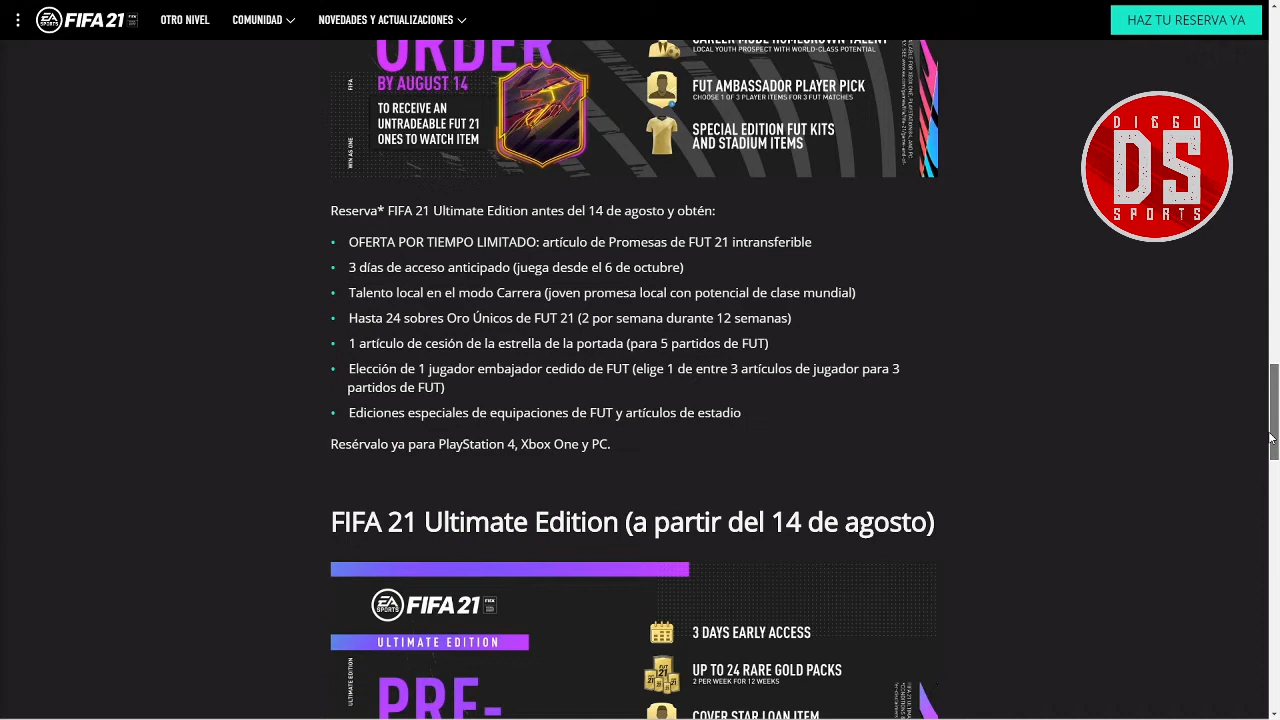 EA SPORTS FIFA 21 OTRO NIVEL COMUNIDAD NOVEDADES Y ACTUALIZACIONES HAZ TU RESERVA YA
ORDER
BY AUGUST 14
TO RECEIVE AN
UNTRADEABLE FUT 21
ONES TO WATCH ITEM
FIFA
WIN AS ONE
CAREER MODE HOMEGROWN TALENT
LOCAL YOUTH PROSPECT WITH WORLD-CLASS POTENTIAL
FUT AMBASSADOR PLAYER PICK
CHOOSE 1 OF 3 PLAYER ITEMS FOR 3 FUT MATCHES
SPECIAL EDITION FUT KITS
AND STADIUM ITEMS
DIEGO
DS
SPORTS
Reserva* FIFA 21 Ultimate Edition antes del 14 de agosto y obtén:
• OFERTA POR TIEMPO LIMITADO: artículo de Promesas de FUT 21 intransferible
• 3 días de acceso anticipado (juega desde el 6 de octubre)
• Talento local en el modo Carrera (joven promesa local con potencial de clase mundial)
• Hasta 24 sobres Oro Únicos de FUT 21 (2 por semana durante 12 semanas)
• 1 artículo de cesión de la estrella de la portada (para 5 partidos de FUT)
• Elección de 1 jugador embajador cedido de FUT (elige 1 de entre 3 artículos de jugador para 3
partidos de FUT)
• Ediciones especiales de equipaciones de FUT y artículos de estadio
Resérvalo ya para PlayStation 4, Xbox One y PC.
FIFA 21 Ultimate Edition (a partir del 14 de agosto)
EA SPORTS FIFA 21
ULTIMATE EDITION
ULTIMATE EDITION
PRE-
3 DAYS EARLY ACCESS
UP TO 24 RARE GOLD PACKS
2 PER WEEK FOR 12 WEEKS
COVER STAR LOAN ITEM